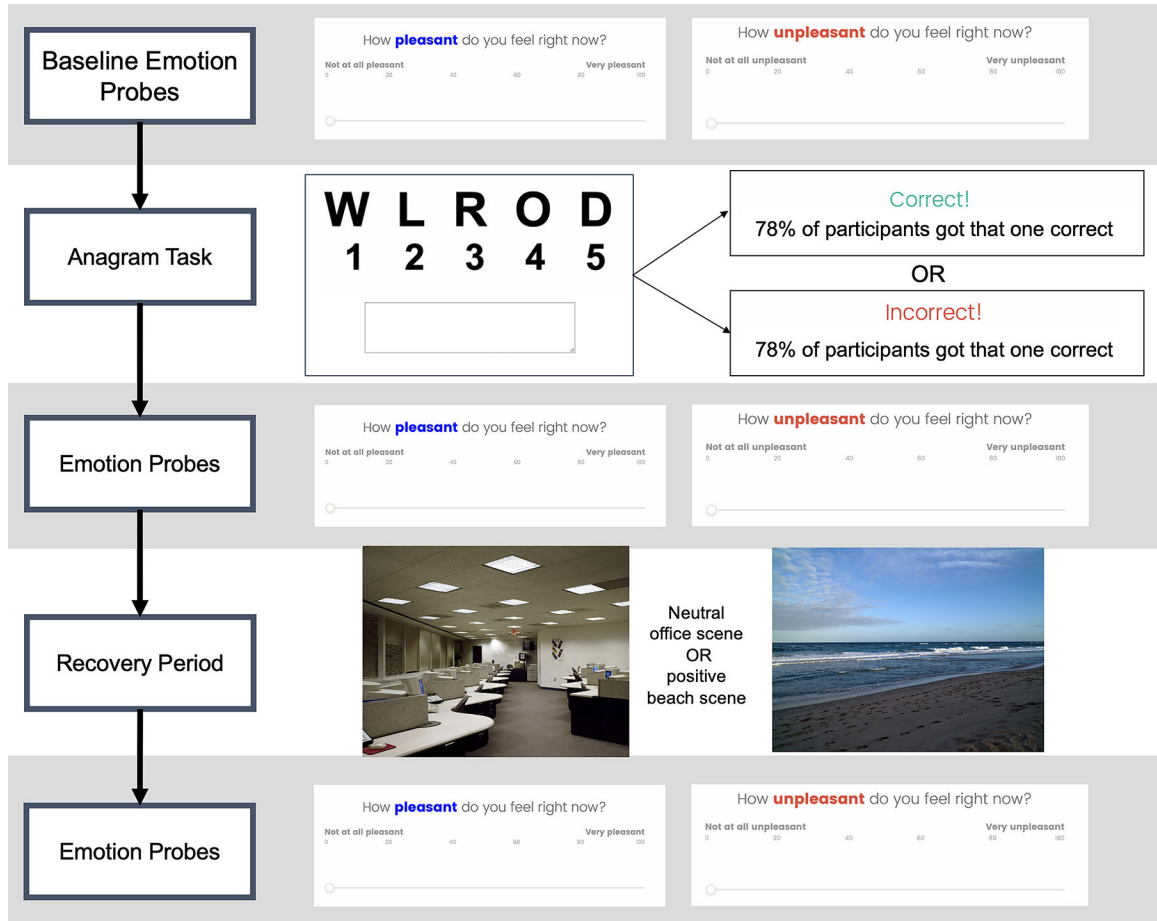 Baseline Emotion
Probes
How pleasant do you feel right now?
Not at all pleasant Very pleasant
0 20 40 60 80 100
How unpleasant do you feel right now?
Not at all unpleasant Very unpleasant
0 20 40 60 80 100
Anagram Task
W L R O D
1 2 3 4 5
Correct!
78% of participants got that one correct
OR
Incorrect!
78% of participants got that one correct
Emotion Probes
How pleasant do you feel right now?
Not at all pleasant Very pleasant
0 20 40 60 80 100
How unpleasant do you feel right now?
Not at all unpleasant Very unpleasant
0 20 40 60 80 100
Recovery Period
Neutral
office scene
OR
positive
beach scene
Emotion Probes
How pleasant do you feel right now?
Not at all pleasant Very pleasant
0 20 40 60 80 100
How unpleasant do you feel right now?
Not at all unpleasant Very unpleasant
0 20 40 60 80 100